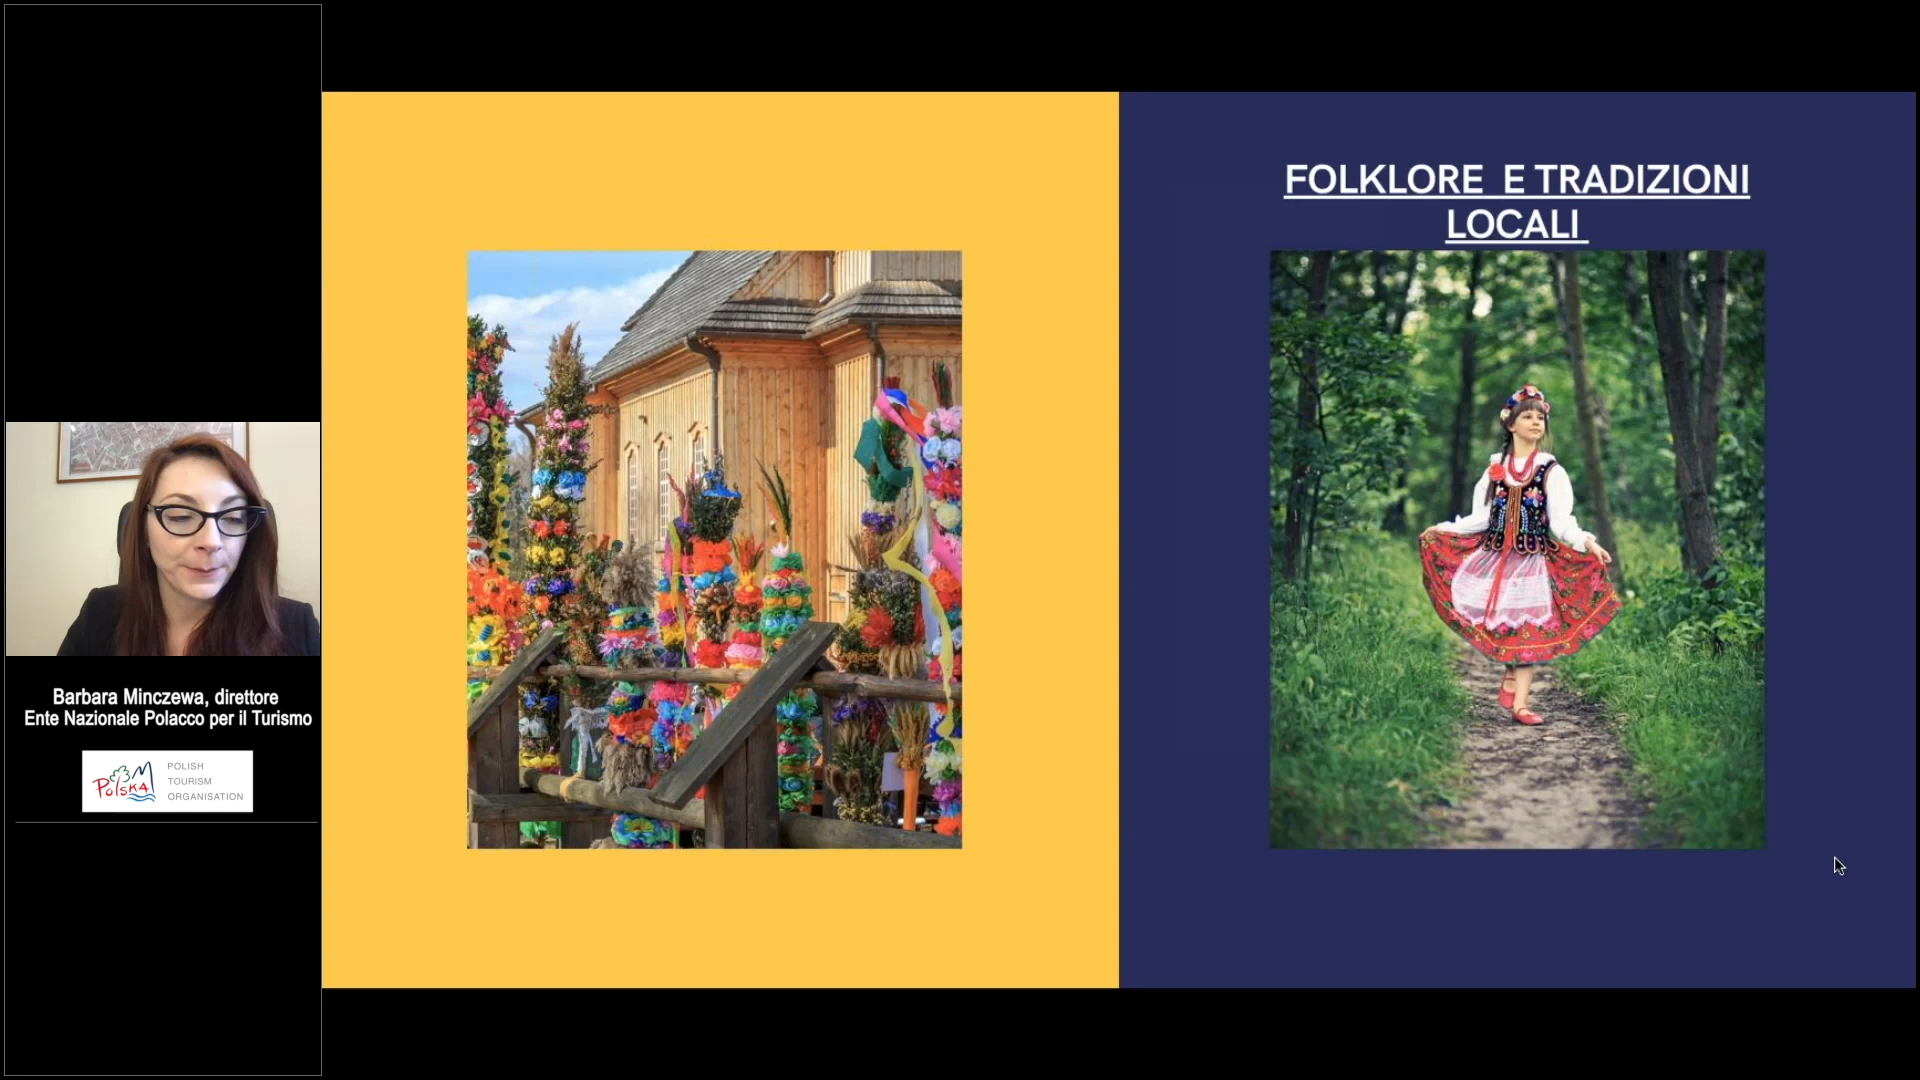 FOLKLORE E TRADIZIONI
LOCALI
Barbara Minczewa, direttore
Ente Nazionale Polacco per il Turismo
POLSKA
POLISH
TOURISM
ORGANISATION